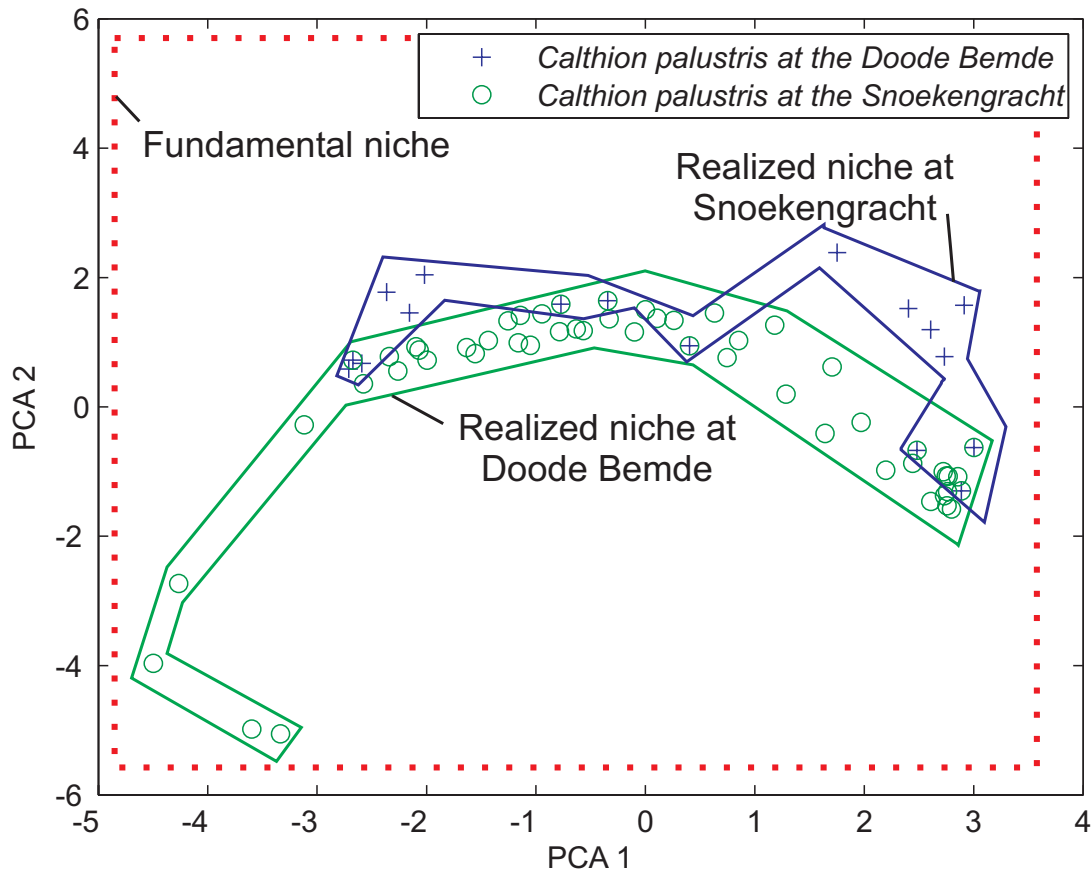 Calthion palustris at the Doode Bemde
Calthion palustris at the Snoekengracht
Fundamental niche
Realized niche at
Snoekengracht
Realized niche at
Doode Bemde
PCA 2
6
4
2
0
-2
-4
-6
-5
-4
-3
-2
-1
0
1
2
3
4
PCA 1